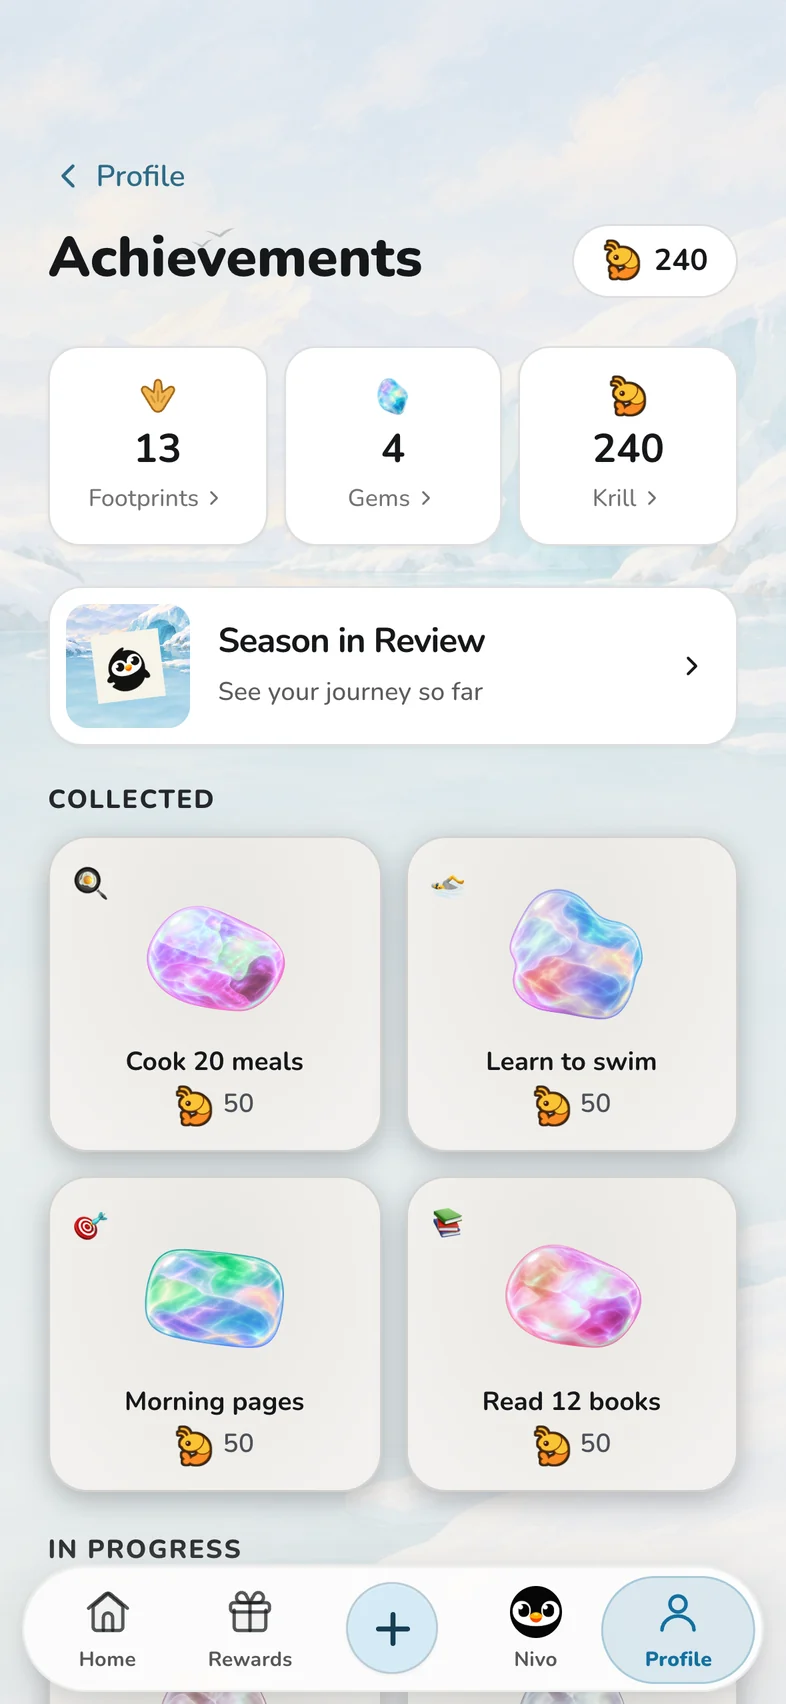 Profile
Achievements
240
13
Footprints
4
Gems
240
Krill
Season in Review
See your journey so far
COLLECTED
Cook 20 meals
50
Learn to swim
50
Morning pages
50
Read 12 books
50
IN PROGRESS
Home
Rewards
Nivo
Profile